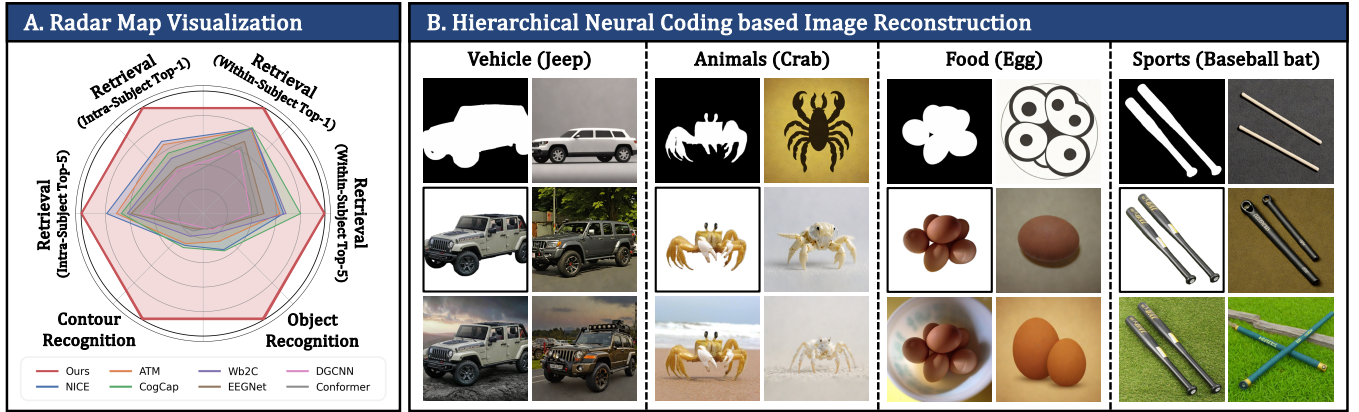 A. Radar Map Visualization
Retrieval
(Intra-Subject Top-1)
Retrieval
(Within-Subject Top-1)
Retrieval
(Intra-Subject Top-5)
Retrieval
(Within-Subject Top-5)
Contour
Recognition
Object
Recognition
Ours
ATM
Wb2C
DGCNN
NICE
CogCap
EEGNet
Conformer
B. Hierarchical Neural Coding based Image Reconstruction
Vehicle (Jeep)
Animals (Crab)
Food (Egg)
Sports (Baseball bat)